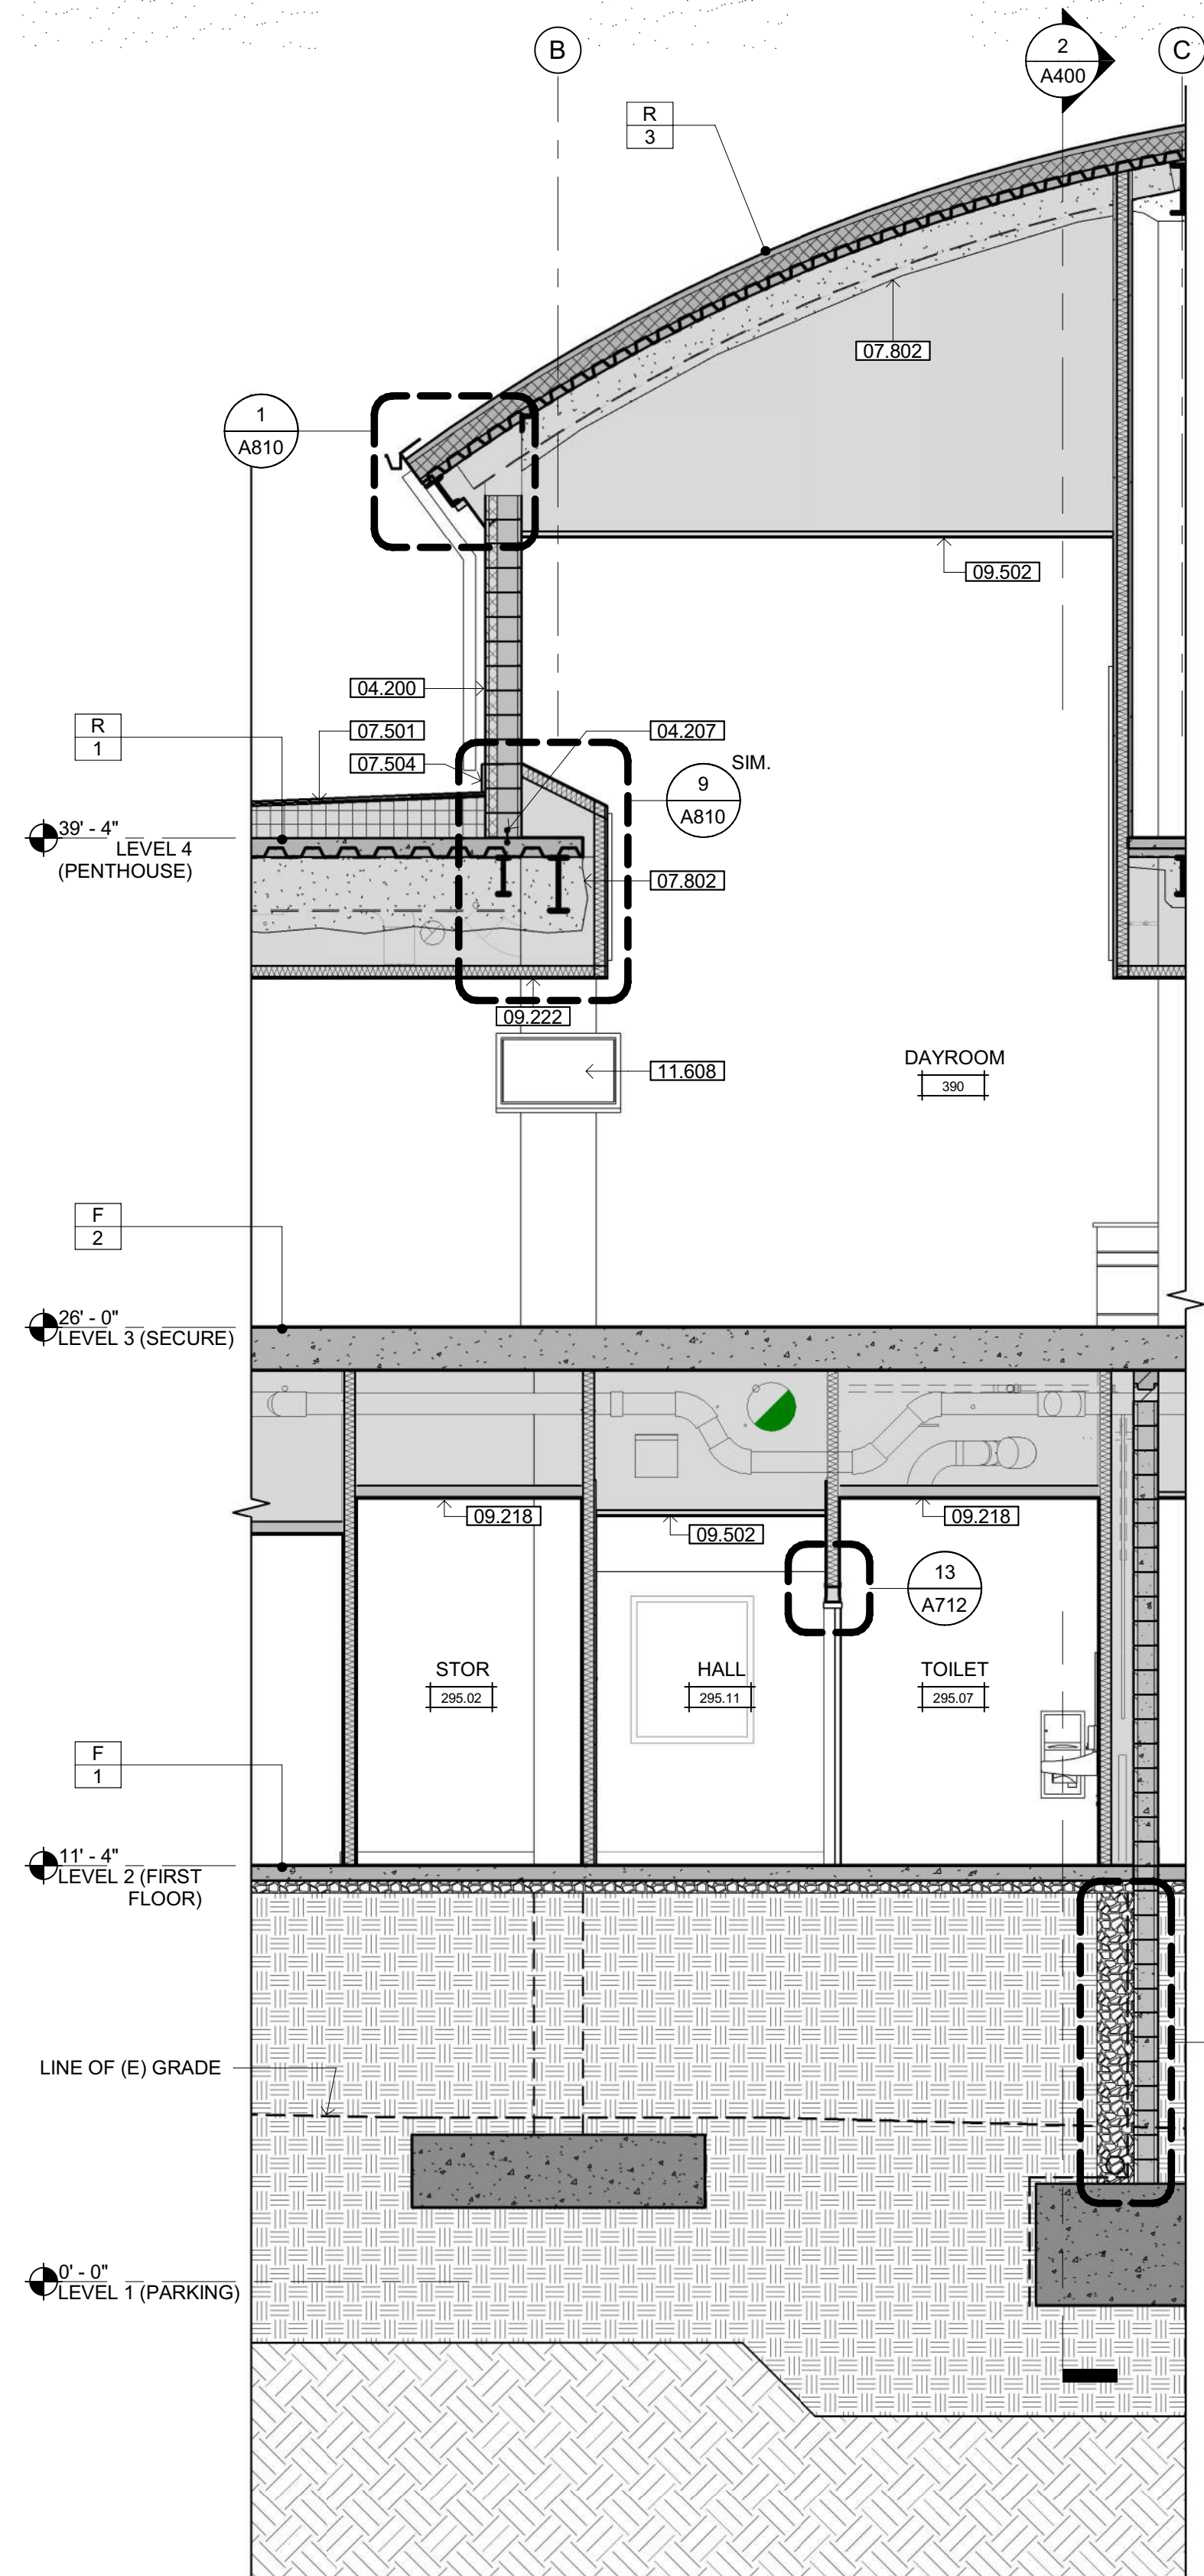 B
2
A400
C
R
3
07.802
1
A810
09.502
04.200
07.501
04.207
R
1
07.504
SIM.
9
A810
39' - 4"
LEVEL 4
(PENTHOUSE)
07.802
09.222
11.608
DAYROOM
390
F
2
26' - 0"
LEVEL 3 (SECURE)
09.218
09.502
09.218
13
A712
STOR
295.02
HALL
295.11
TOILET
295.07
F
1
11' - 4"
LEVEL 2 (FIRST
FLOOR)
LINE OF (E) GRADE
0' - 0"
LEVEL 1 (PARKING)